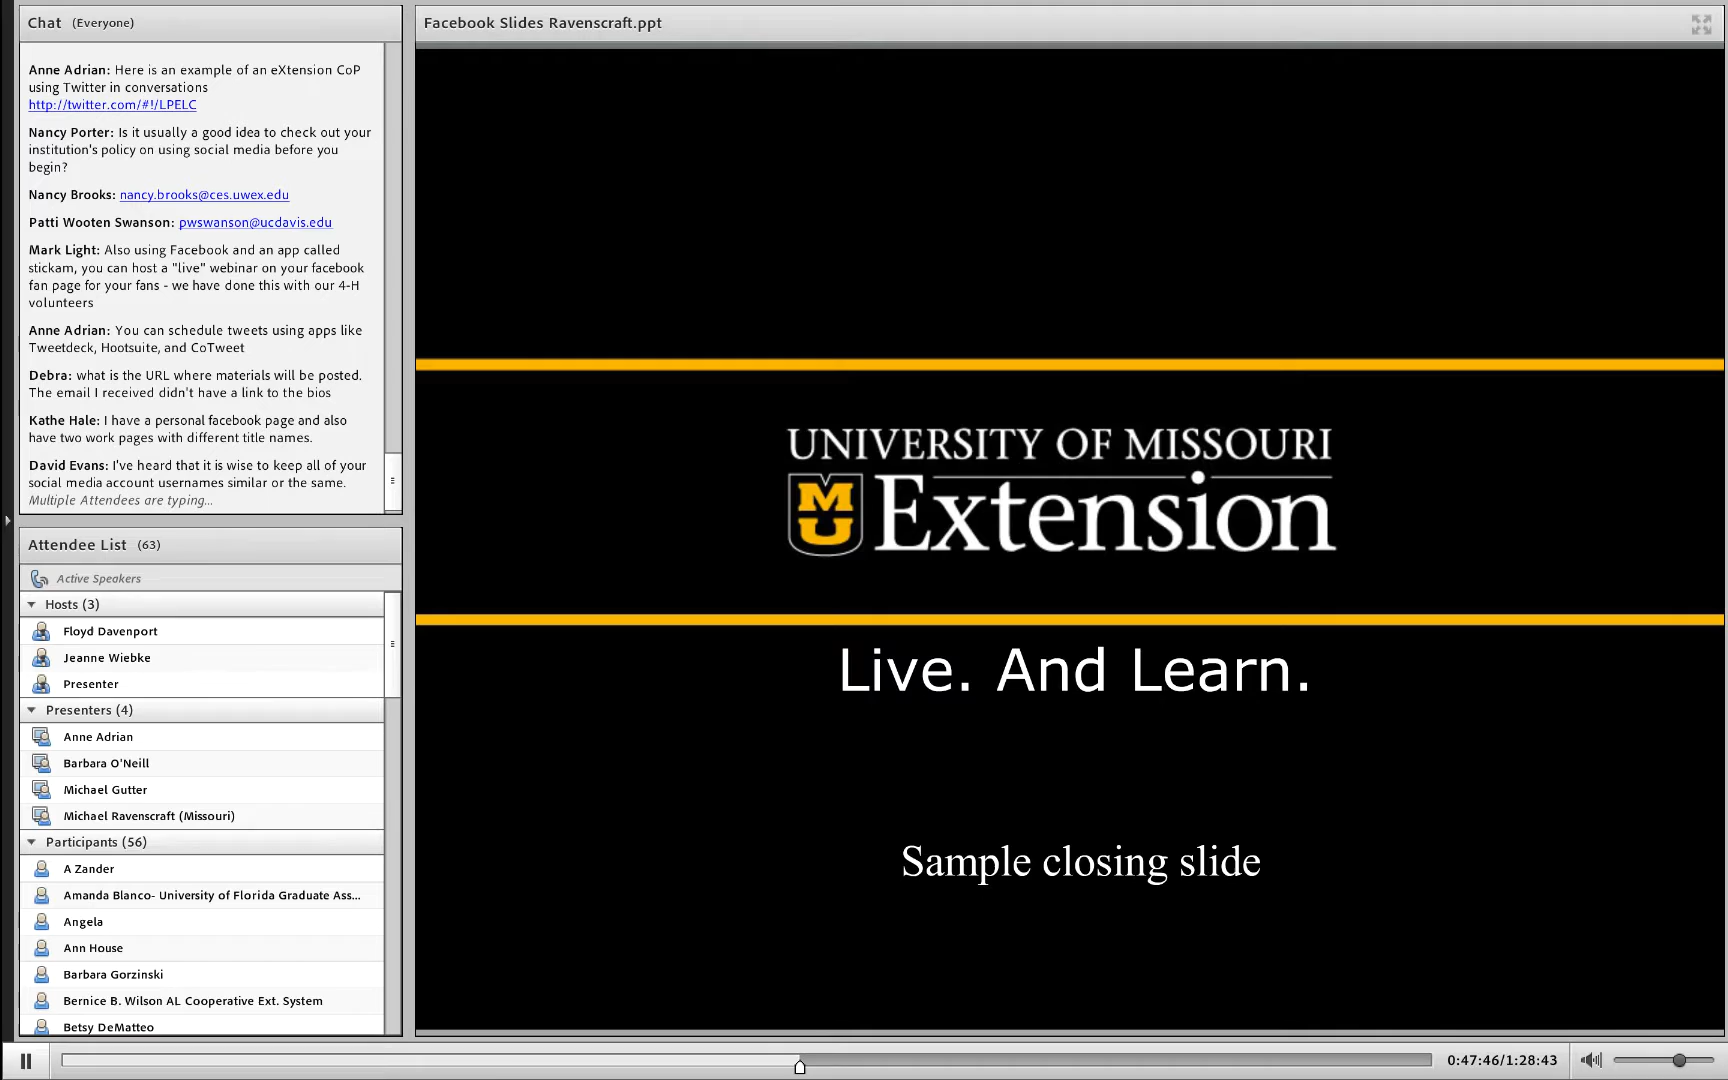 Chat (Everyone)
Anne Adrian: Here is an example of an eXtension CoP
using Twitter in conversations
http://twitter.com/#!/LPELC
Nancy Porter: Is it usually a good idea to check out your
institution's policy on using social media before you
begin?
Nancy Brooks: nancy.brooks@ces.uwex.edu
Patti Wooten Swanson: pwswanson@ucdavis.edu
Mark Light: Also using Facebook and an app called
stickam, you can host a "live" webinar on your facebook
fan page for your fans - we have done this with our 4-H
volunteers
Anne Adrian: You can schedule tweets using apps like
Tweetdeck, Hootsuite, and CoTweet
Debra: what is the URL where materials will be posted.
The email I received didn't have a link to the bios
Kathe Hale: I have a personal facebook page and also
have two work pages with different title names.
David Evans: I've heard that it is wise to keep all of your
social media account usernames similar or the same.
Multiple Attendees are typing...
Attendee List (63)
Active Speakers
Hosts (3)
Floyd Davenport
Jeanne Wiebke
Presenter
Presenters (4)
Anne Adrian
Barbara O'Neill
Michael Gutter
Michael Ravenscraft (Missouri)
Participants (56)
A Zander
Amanda Blanco- University of Florida Graduate Ass...
Angela
Ann House
Barbara Gorzinski
Bernice B. Wilson AL Cooperative Ext. System
Betsy DeMatteo
Facebook Slides Ravenscraft.ppt
UNIVERSITY OF MISSOURI
MU Extension
Live. And Learn.
Sample closing slide
0:47:46/1:28:43